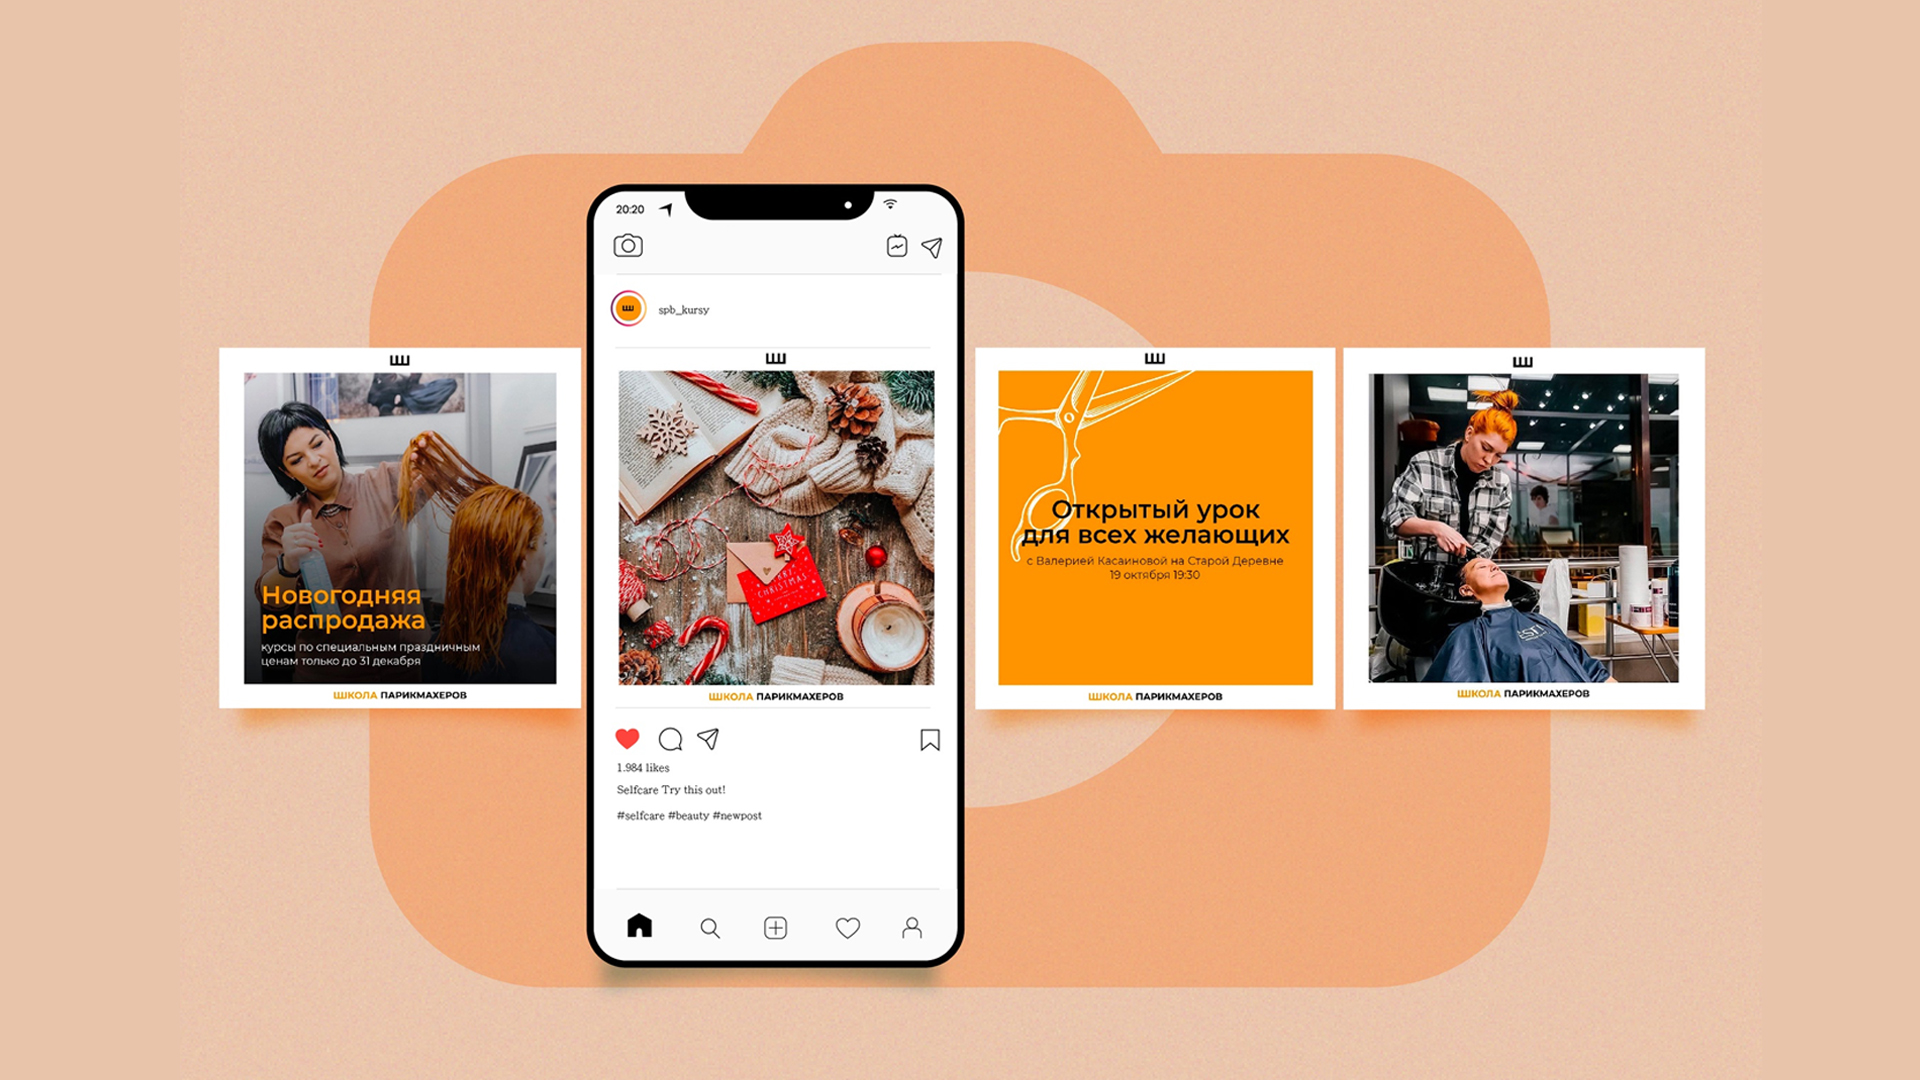 Ш
Новогодняя
распродажа
курсы по специальным праздничным
ценам только до 31 декабря
ШКОЛА ПАРИКМАХЕРОВ
20:20
Ш
spb_kursy
Ш
MERRY
CHRISTMAS
ШКОЛА ПАРИКМАХЕРОВ
1.984 likes
Selfcare Try this out!
#selfcare #beauty #newpost
Ш
Открытый урок
для всех желающих
с Валерией Касаиновой на Старой Деревне
19 октября 19:30
ШКОЛА ПАРИКМАХЕРОВ
Ш
ШКОЛА ПАРИКМАХЕРОВ